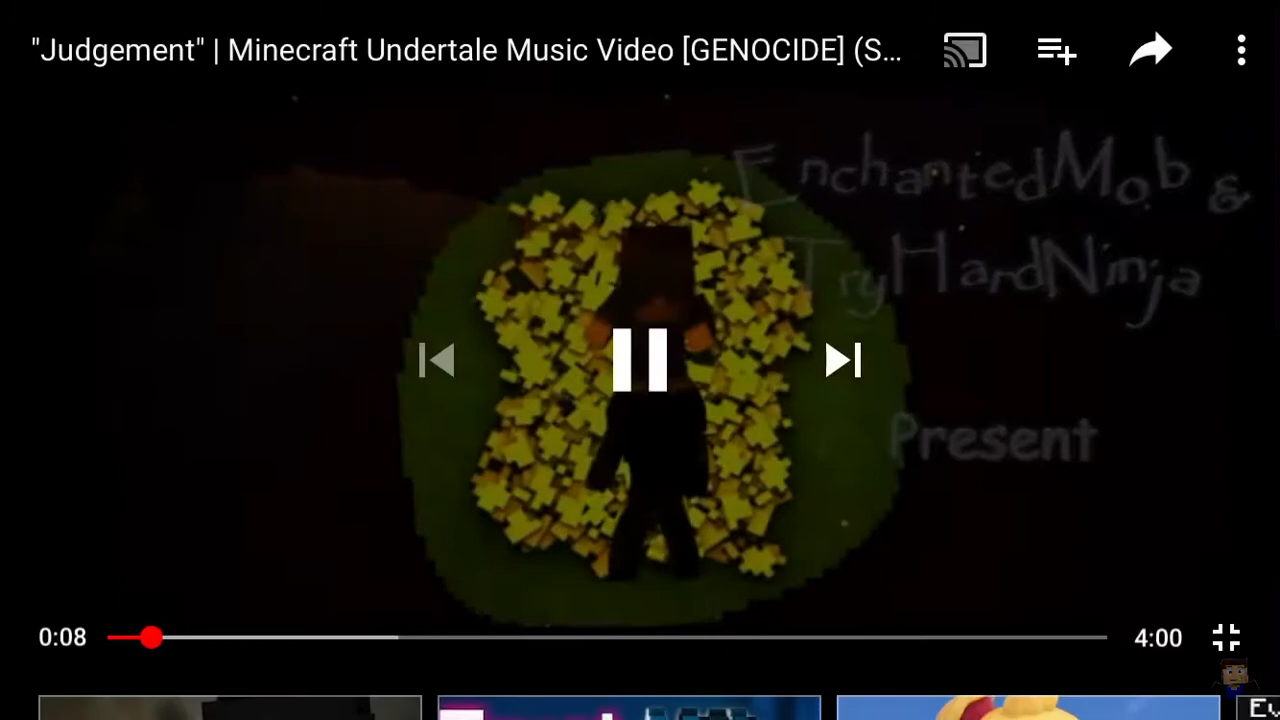 "Judgement" | Minecraft Undertale Music Video [GENOCIDE] (S...
EnchantedMob &
TryHardNinja
Present
0:08
4:00